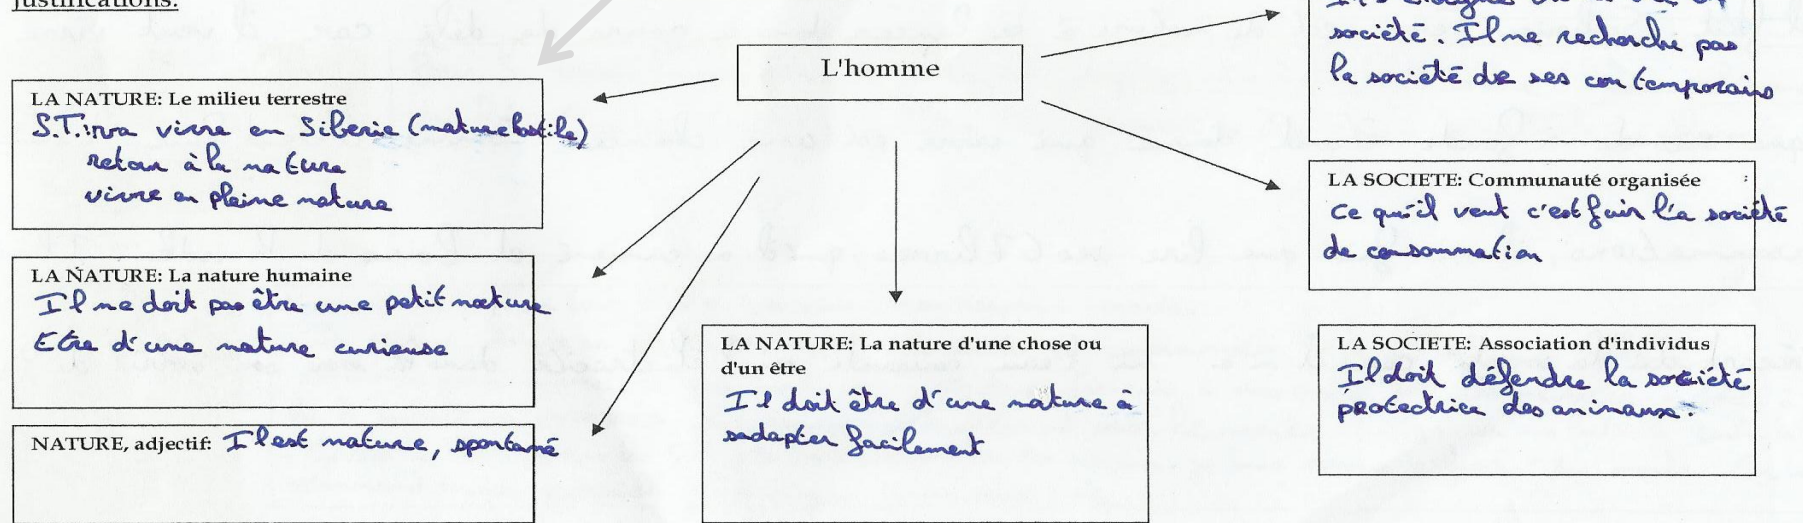 justifications:
L'homme
société. Il ne recherche pas
la société de ses contemporains
LA NATURE: Le milieu terrestre
S.T. ira vivre en Siberie (nature hostile)
retour à la nature
vivre en pleine nature
LA SOCIETE: Communauté organisée
ce qu'il veut c'est fuir la société
de consommation
LA NATURE: La nature humaine
Il ne doit pas être une petit nature
Etre d'une nature curieuse
LA NATURE: La nature d'une chose ou
d'un être
Il doit être d'une nature à
sadapter facilement
LA SOCIETE: Association d'individus
Il doit défendre la société
protectrice des animaux.
NATURE, adjectif: Il est nature, spontané